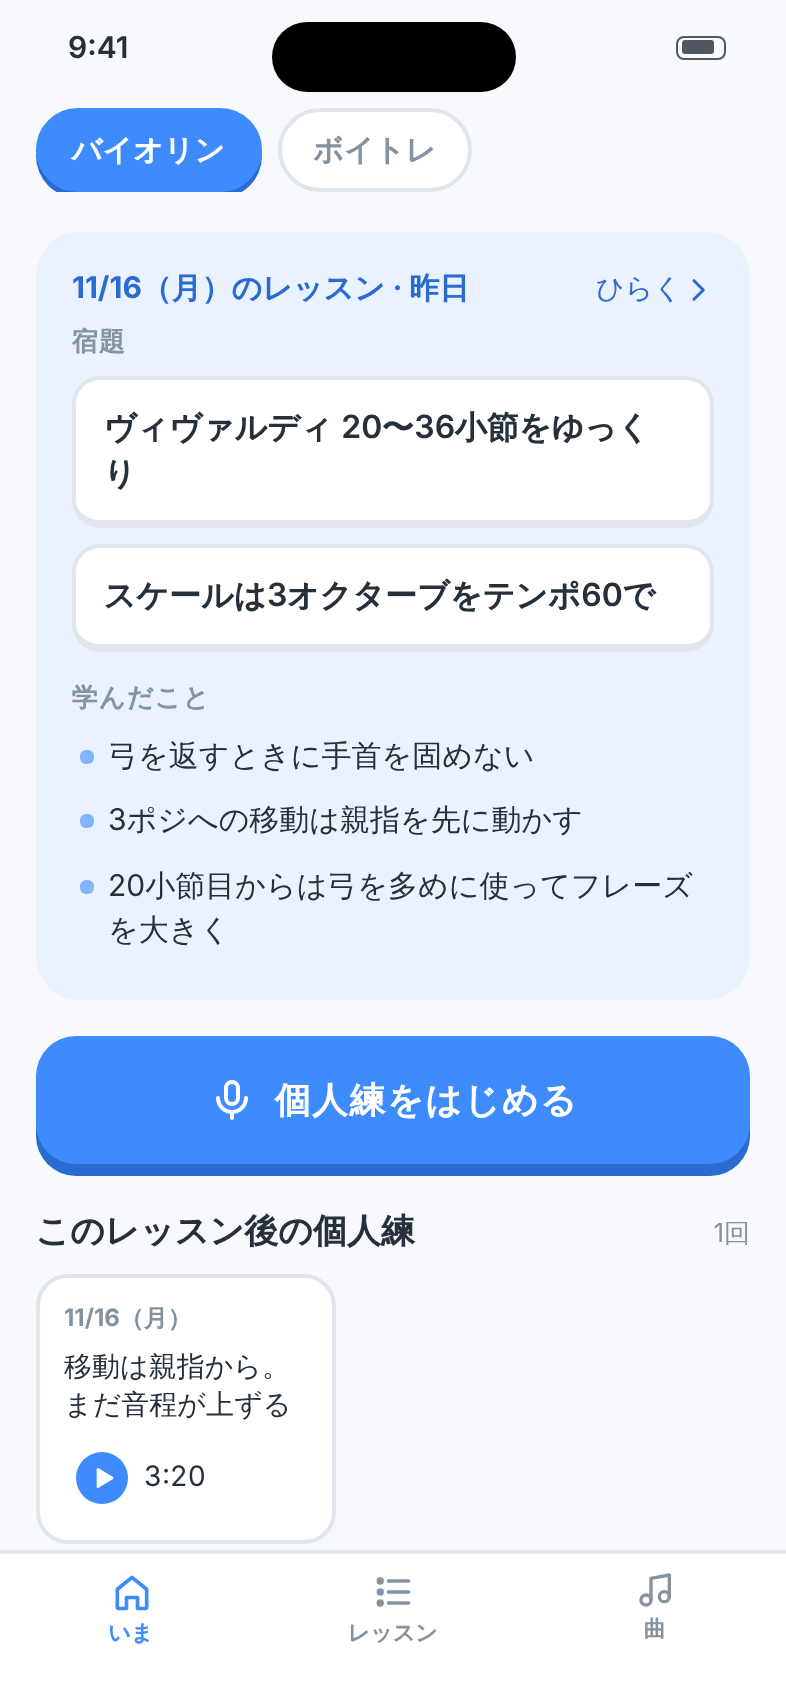 9:41
バイオリン
ボイトレ
11/16（月）のレッスン · 昨日
ひらく
宿題
ヴィヴァルディ 20〜36小節をゆっく
り
スケールは3オクターブをテンポ60で
学んだこと
弓を返すときに手首を固めない
3ポジへの移動は親指を先に動かす
20小節目からは弓を多めに使ってフレーズ
を大きく
個人練をはじめる
このレッスン後の個人練
1回
11/16（月）
移動は親指から。
まだ音程が上ずる
3:20
いま
レッスン
曲